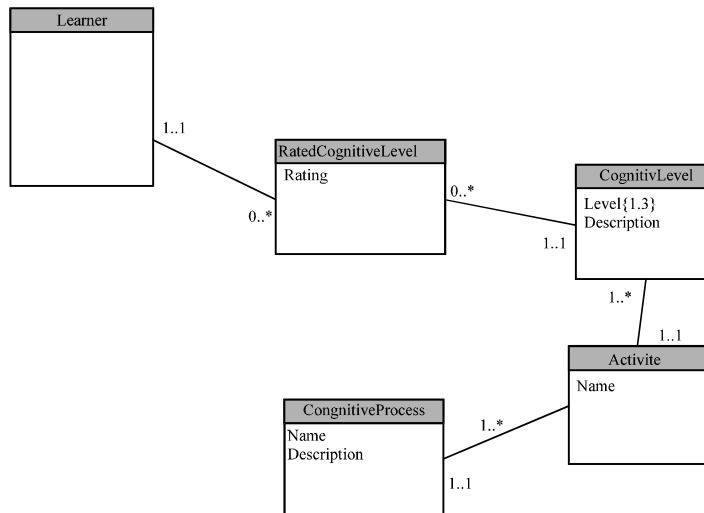 Learner
1..1
RatedCognitiveLevel
Rating
0..*
0..*
CognitivLevel
Level{1.3}
Description
1..1
1..*
1..1
Activite
Name
CongnitiveProcess
Name
Description
1..*
1..1